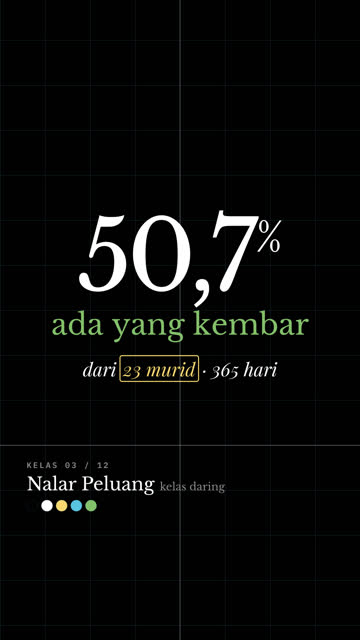 50,7%
ada yang kembar
dari 23 murid · 365 hari
KELAS 03 / 12
Nalar Peluang kelas daring